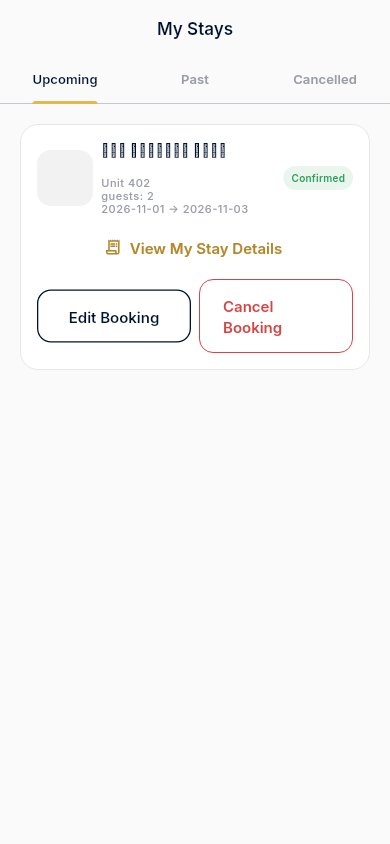 My Stays
Upcoming
Past
Cancelled
Unit 402
guests: 2
2026-11-01 → 2026-11-03
Confirmed
View My Stay Details
Edit Booking
Cancel
Booking